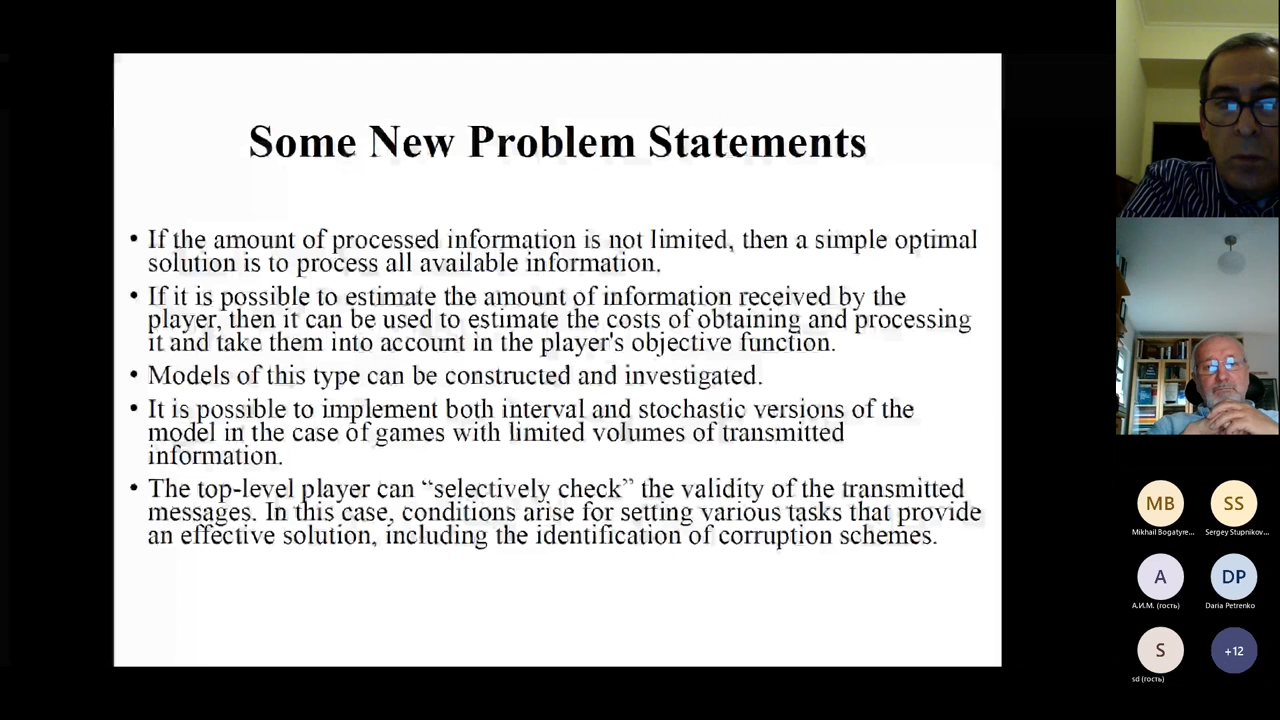 Some New Problem Statements
• If the amount of processed information is not limited, then a simple optimal
solution is to process all available information.
• If it is possible to estimate the amount of information received by the
player, then it can be used to estimate the costs of obtaining and processing
it and take them into account in the player's objective function.
• Models of this type can be constructed and investigated.
• It is possible to implement both interval and stochastic versions of the
model in the case of games with limited volumes of transmitted
information.
• The top-level player can “selectively check” the validity of the transmitted
messages. In this case, conditions arise for setting various tasks that provide
an effective solution, including the identification of corruption schemes.
MB
Mikhail Bogatyre...
SS
Sergey Stupnikov...
A
А.И.М. (гость)
DP
Daria Petrenko
S
sd (гость)
+12